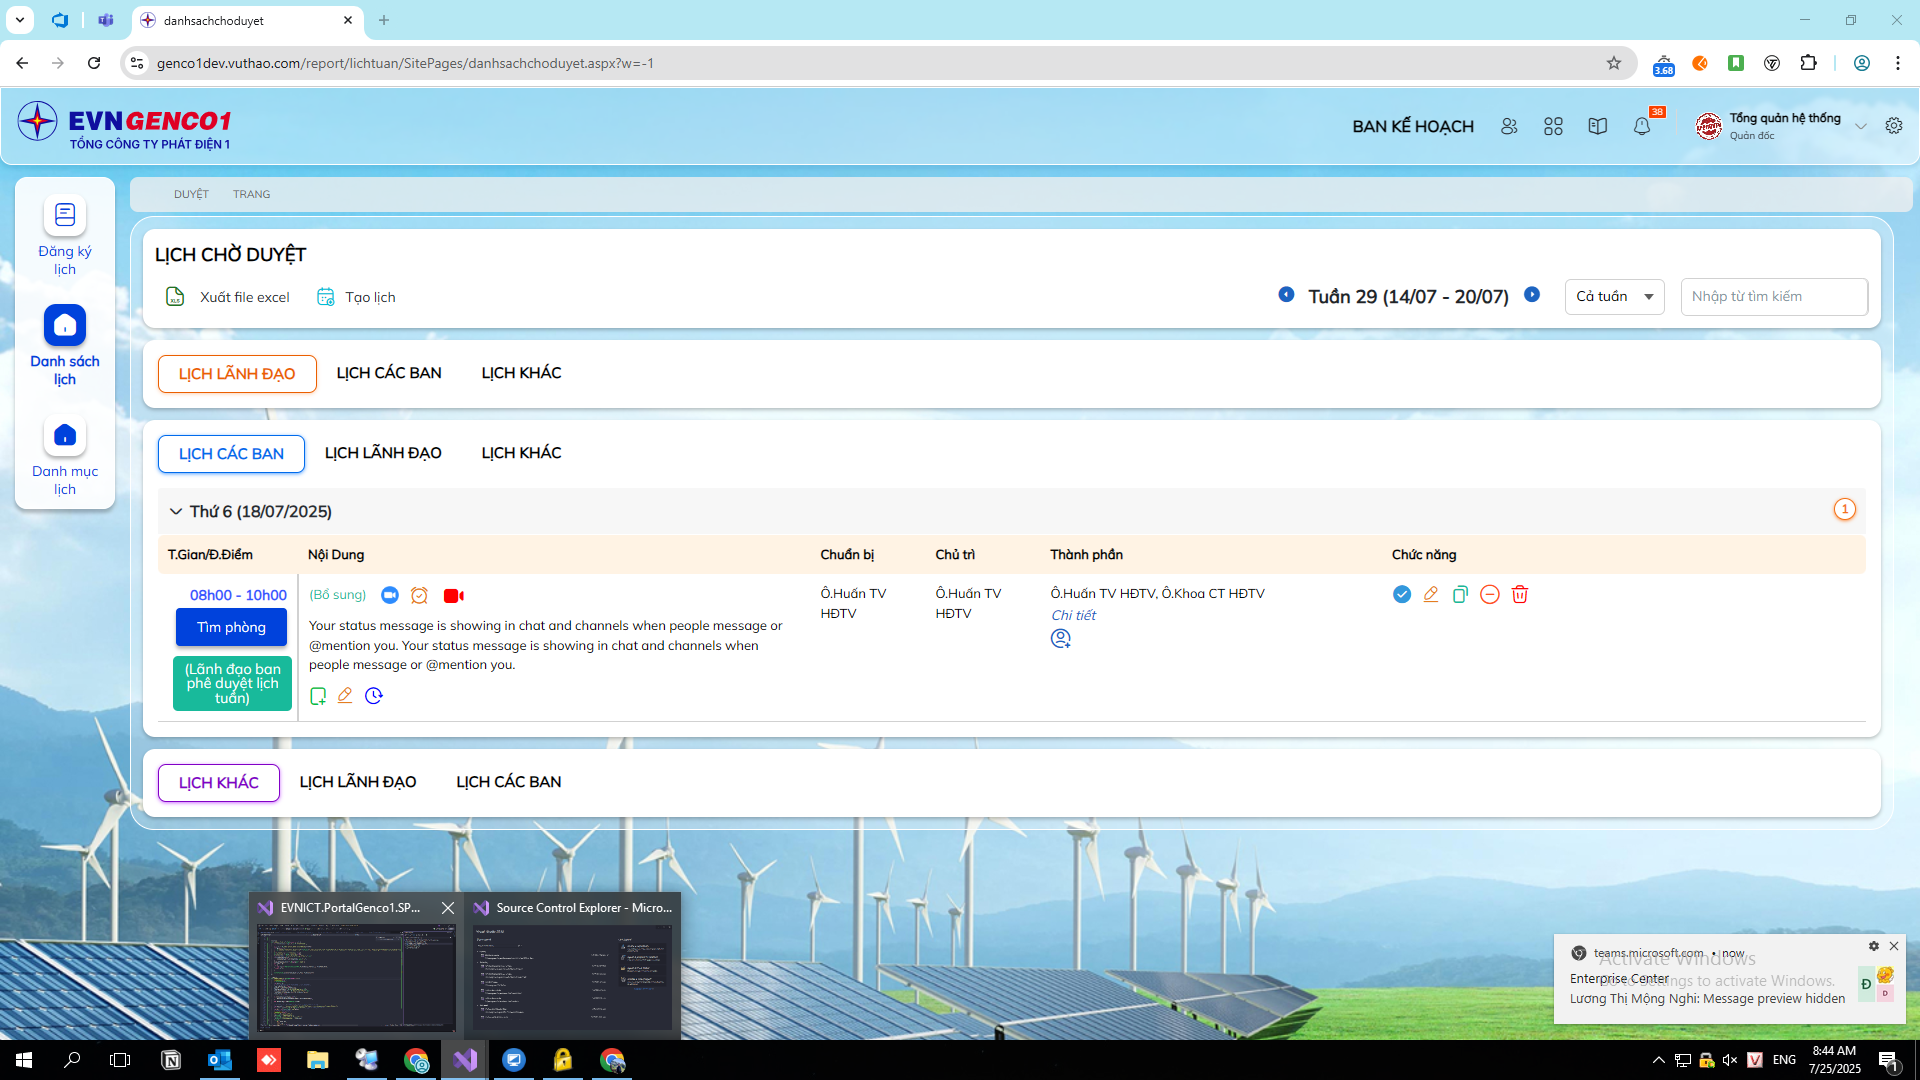 danhsachchoduyet
genco1dev.vuthao.com/report/lichtuan/SitePages/danhsachchoduyet.aspx?w=-1
3.68
EVNGENCO1
TỔNG CÔNG TY PHÁT ĐIỆN 1
BAN KẾ HOẠCH
38
Tổng quản hệ thống
Quản đốc
Đăng ký
lịch
Danh sách
lịch
Danh mục
lịch
DUYỆT TRANG
LỊCH CHỜ DUYỆT
XLS
Xuất file excel
Tạo lịch
Tuần 29 (14/07 - 20/07)
Cả tuần
Nhập từ tìm kiếm
LỊCH LÃNH ĐẠO
LỊCH CÁC BAN
LỊCH KHÁC
LỊCH CÁC BAN
LỊCH LÃNH ĐẠO
LỊCH KHÁC
Thứ 6 (18/07/2025)
1
T.Gian/Đ.Điểm
Nội Dung
Chuẩn bị
Chủ trì
Thành phần
Chức năng
08h00 - 10h00
Tìm phòng
(Lãnh đạo ban
phê duyệt lịch
tuần)
(Bổ sung)
Your status message is showing in chat and channels when people message or
@mention you. Your status message is showing in chat and channels when
people message or @mention you.
Ô.Huấn TV
HĐTV
Ô.Huấn TV
HĐTV
Ô.Huấn TV HĐTV, Ô.Khoa CT HĐTV
Chi tiết
LỊCH KHÁC
LỊCH LÃNH ĐẠO
LỊCH CÁC BAN
EVNICT.PortalGenco1.SP...
Source Control Explorer - Micro...
teams.microsoft.com • now
Activate Windows
Enterprise Center
Go to Settings to activate Windows.
Lương Thị Mộng Nghi: Message preview hidden
Đ
D
ENG
8:44 AM
7/25/2025
1